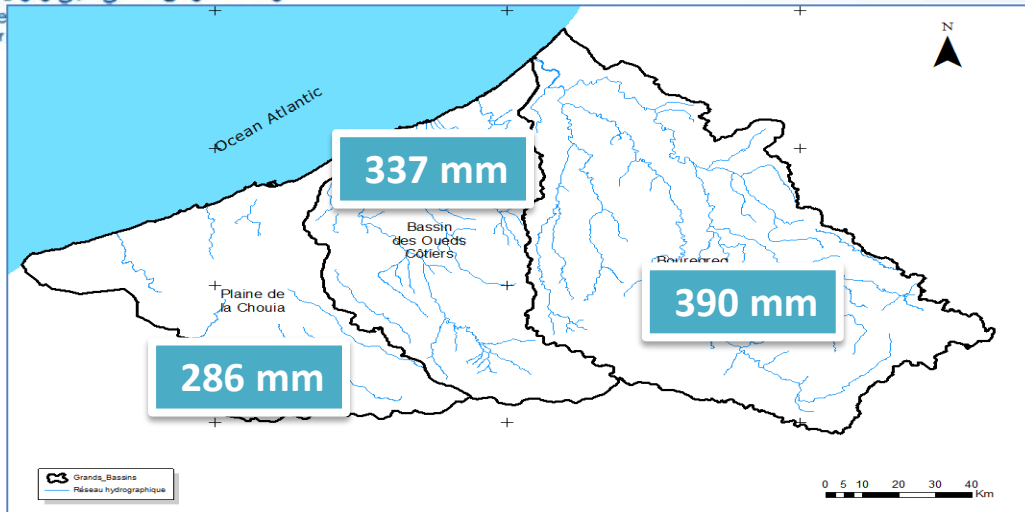 N
Ocean Atlantic
337 mm
Bassin
des Oueds
Côtiers
390 mm
Plaine de
la Chouia
286 mm
Grands_Bassins
Réseau hydrographique
0 5 10 20 30 40
Km